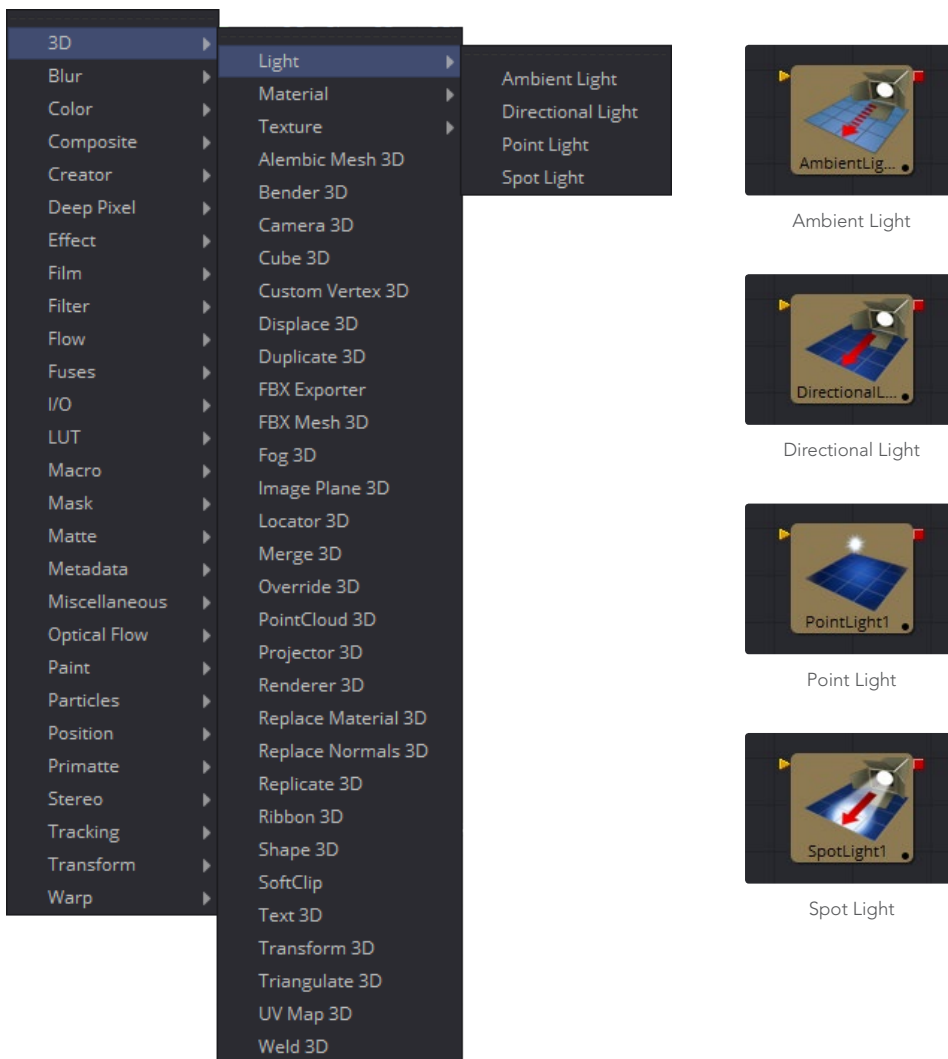 3D
Blur
Color
Composite
Creator
Deep Pixel
Effect
Film
Filter
Flow
Fuses
I/O
LUT
Macro
Mask
Matte
Metadata
Miscellaneous
Optical Flow
Paint
Particles
Position
Primatte
Stereo
Tracking
Transform
Warp
Light
Material
Texture
Alembic Mesh 3D
Bender 3D
Camera 3D
Cube 3D
Custom Vertex 3D
Displace 3D
Duplicate 3D
FBX Exporter
FBX Mesh 3D
Fog 3D
Image Plane 3D
Locator 3D
Merge 3D
Override 3D
PointCloud 3D
Projector 3D
Renderer 3D
Replace Material 3D
Replace Normals 3D
Replicate 3D
Ribbon 3D
Shape 3D
SoftClip
Text 3D
Transform 3D
Triangulate 3D
UV Map 3D
Weld 3D
Ambient Light
Directional Light
Point Light
Spot Light
AmbientLig...
Ambient Light
DirectionalL...
Directional Light
PointLight1
Point Light
SpotLight1
Spot Light